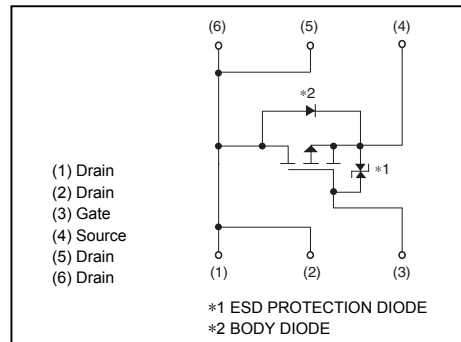 (6) (5) (4)
∗2
∗1
(1) Drain
(2) Drain
(3) Gate
(4) Source
(5) Drain
(6) Drain
(1) (2) (3)
∗1 ESD PROTECTION DIODE
∗2 BODY DIODE